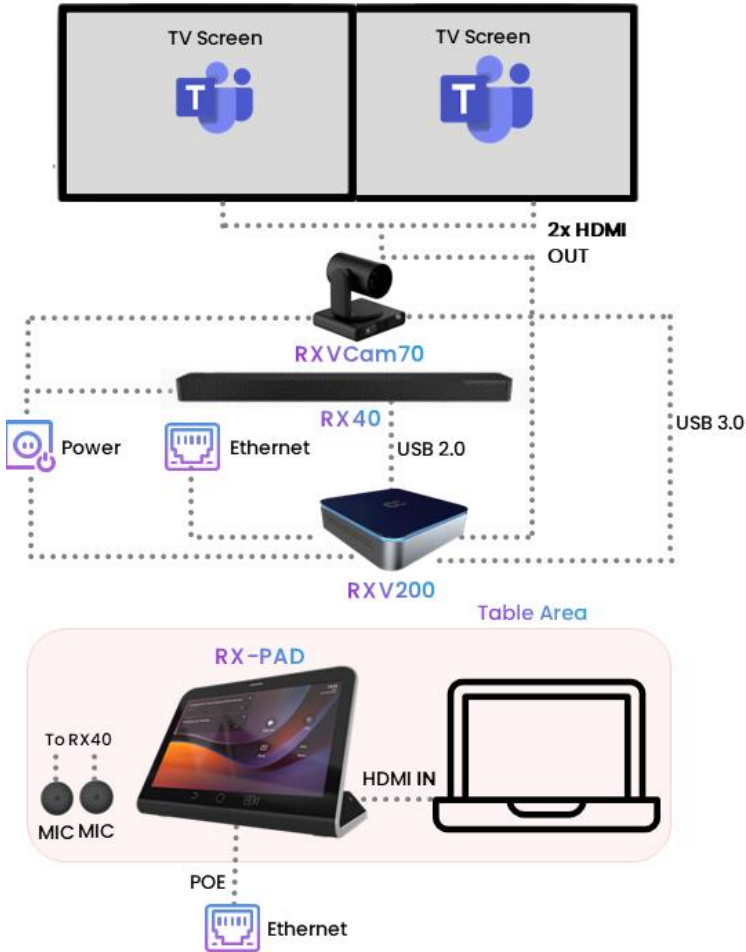 TV Screen
TV Screen
T
T
2x HDMI
OUT
RXVCam70
RX40
Power
Ethernet
USB 2.0
USB 3.0
RXV200
Table Area
RX-PAD
To RX40
HDMI IN
MIC MIC
POE
Ethernet